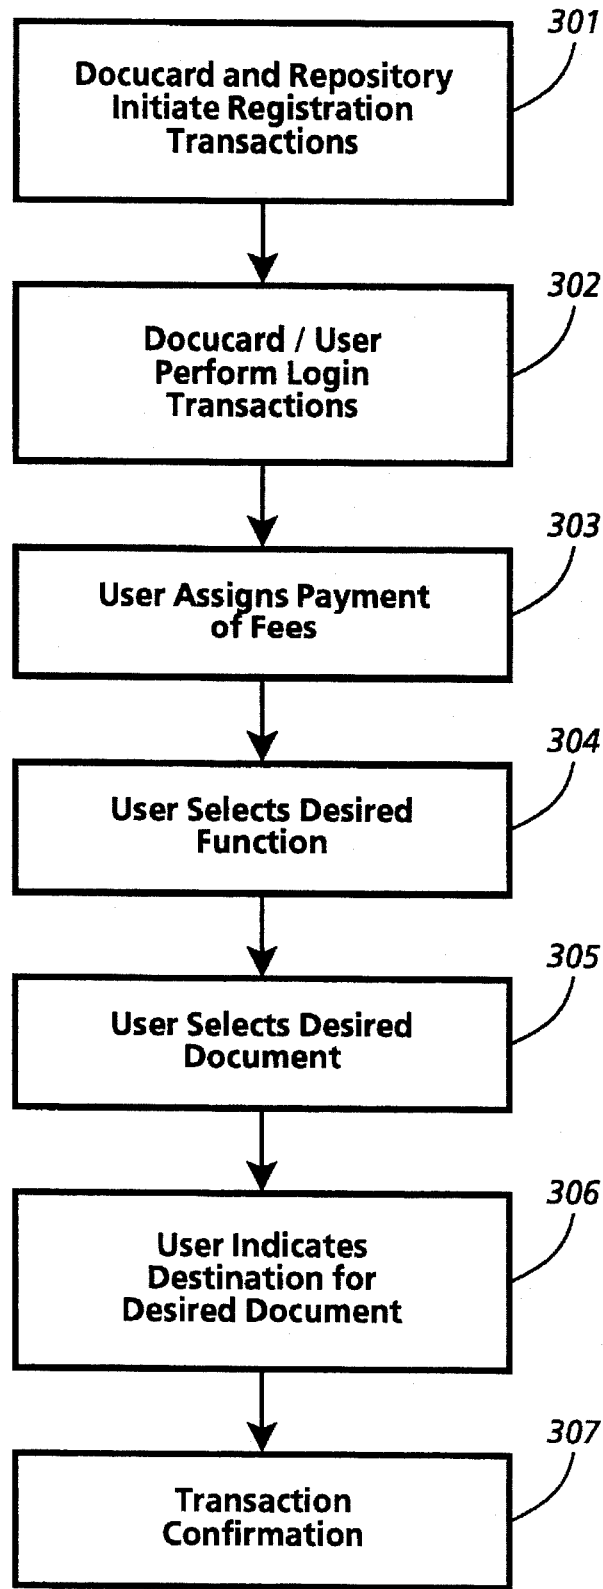 301
Docucard and Repository
Initiate Registration
Transactions
302
Docucard / User
Perform Login
Transactions
303
User Assigns Payment
of Fees
304
User Selects Desired
Function
305
User Selects Desired
Document
306
User Indicates
Destination for
Desired Document
307
Transaction
Confirmation